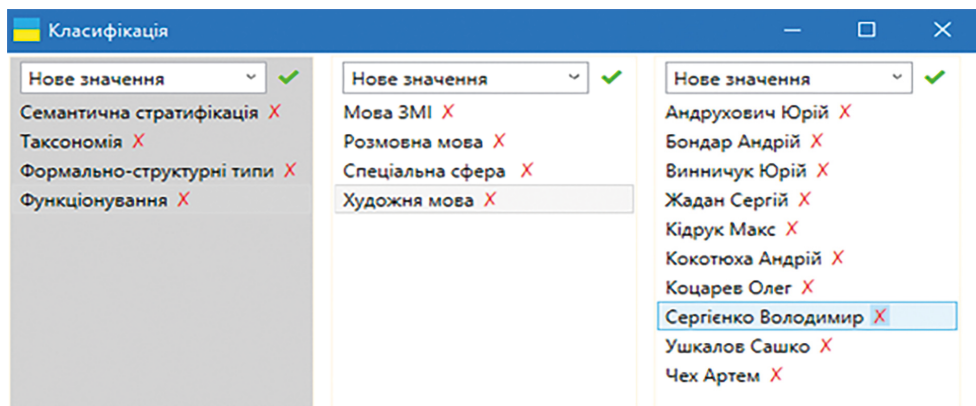 Класифікація
Нове значення
Семантична стратифікація X
Таксономія X
Формально-структурні типи X
Функціонування X
Нове значення
Мова ЗМІ X
Розмовна мова X
Спеціальна сфера X
Художня мова X
Нове значення
Андрухович Юрій X
Бондар Андрій X
Винничук Юрій X
Жадан Сергій X
Кідрук Макс X
Кокотюха Андрій X
Коцарев Олег X
Сергієнко Володимир X
Ушкалов Сашко X
Чех Артем X